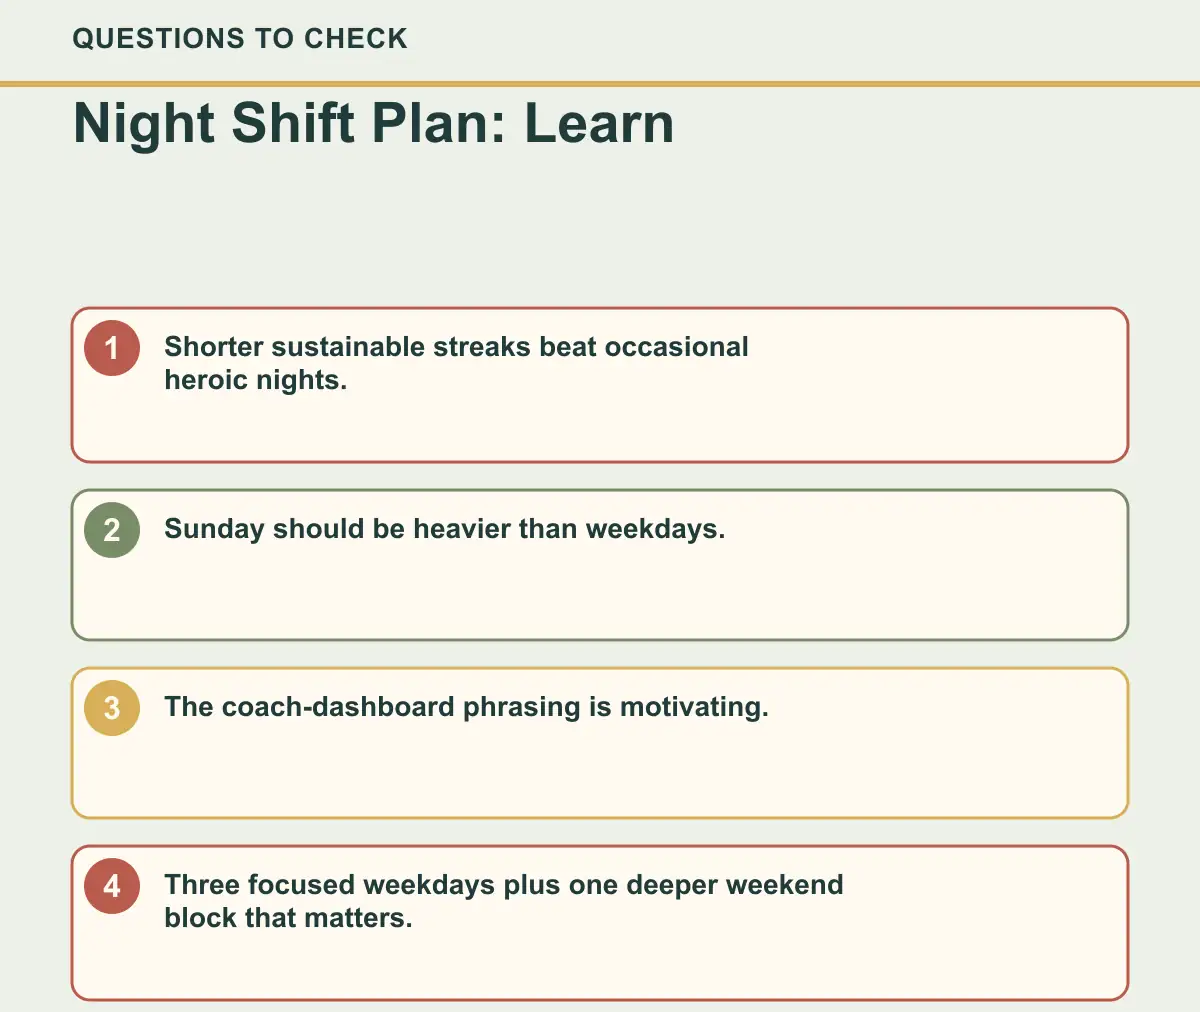 QUESTIONS TO CHECK
Night Shift Plan: Learn
1
Shorter sustainable streaks beat occasional
heroic nights.
2
Sunday should be heavier than weekdays.
3
The coach-dashboard phrasing is motivating.
4
Three focused weekdays plus one deeper weekend
block that matters.